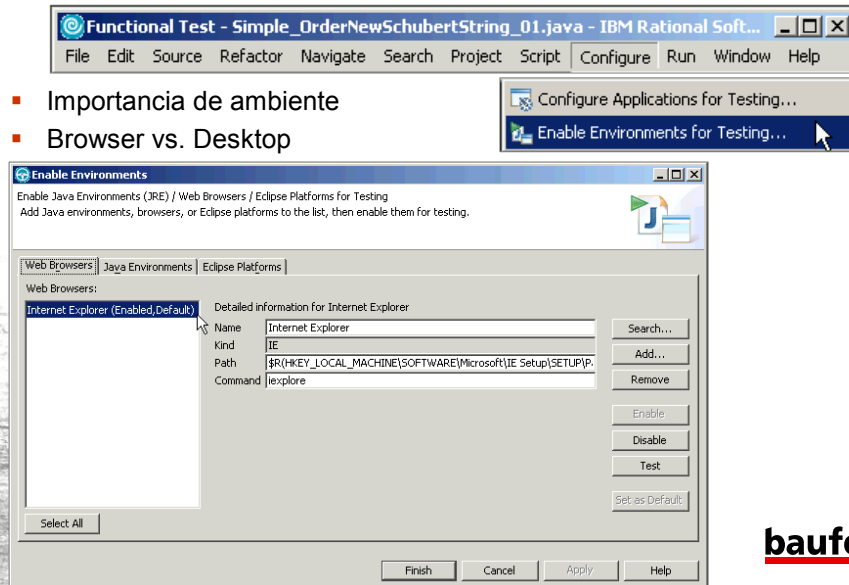 Functional Test - Simple_OrderNewSchubertString_01.java - IBM Rational Soft...
File Edit Source Refactor Navigate Search Project Script Configure Run Window Help
Configure Applications for Testing...
Enable Environments for Testing...
Importancia de ambiente
Browser vs. Desktop
Enable Environments
Enable Java Environments (JRE) / Web Browsers / Eclipse Platforms for Testing
Add Java environments, browsers, or Eclipse platforms to the list, then enable them for testing.
Web Browsers Java Environments Eclipse Platforms
Web Browsers:
Internet Explorer (Enabled,Default)
Detailed information for Internet Explorer
Name Internet Explorer
Kind IE
Path $R(HKEY_LOCAL_MACHINE\SOFTWARE\Microsoft\IE Setup\SETUP\P
Command iexplore
Search...
Add...
Remove
Enable
Disable
Test
Set as Default
Select All
Finish Cancel Apply Help